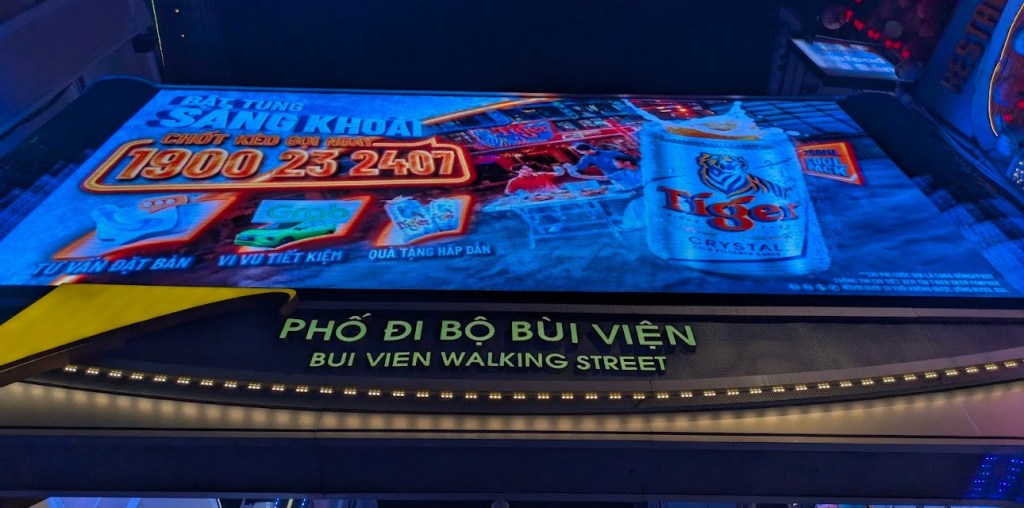 BẬT TUNG
SẢNG KHOÁI
CHỐT KÈO GỌI NGAY
1900 23 2407
TƯ VẤN ĐẶT BÀN
Grab
VI VU TIẾT KIỆM
QUÀ TẶNG HẤP DẪN
Tiger
CRYSTAL
PHỐ ĐI BỘ BÙI VIỆN
BUI VIEN WALKING STREET